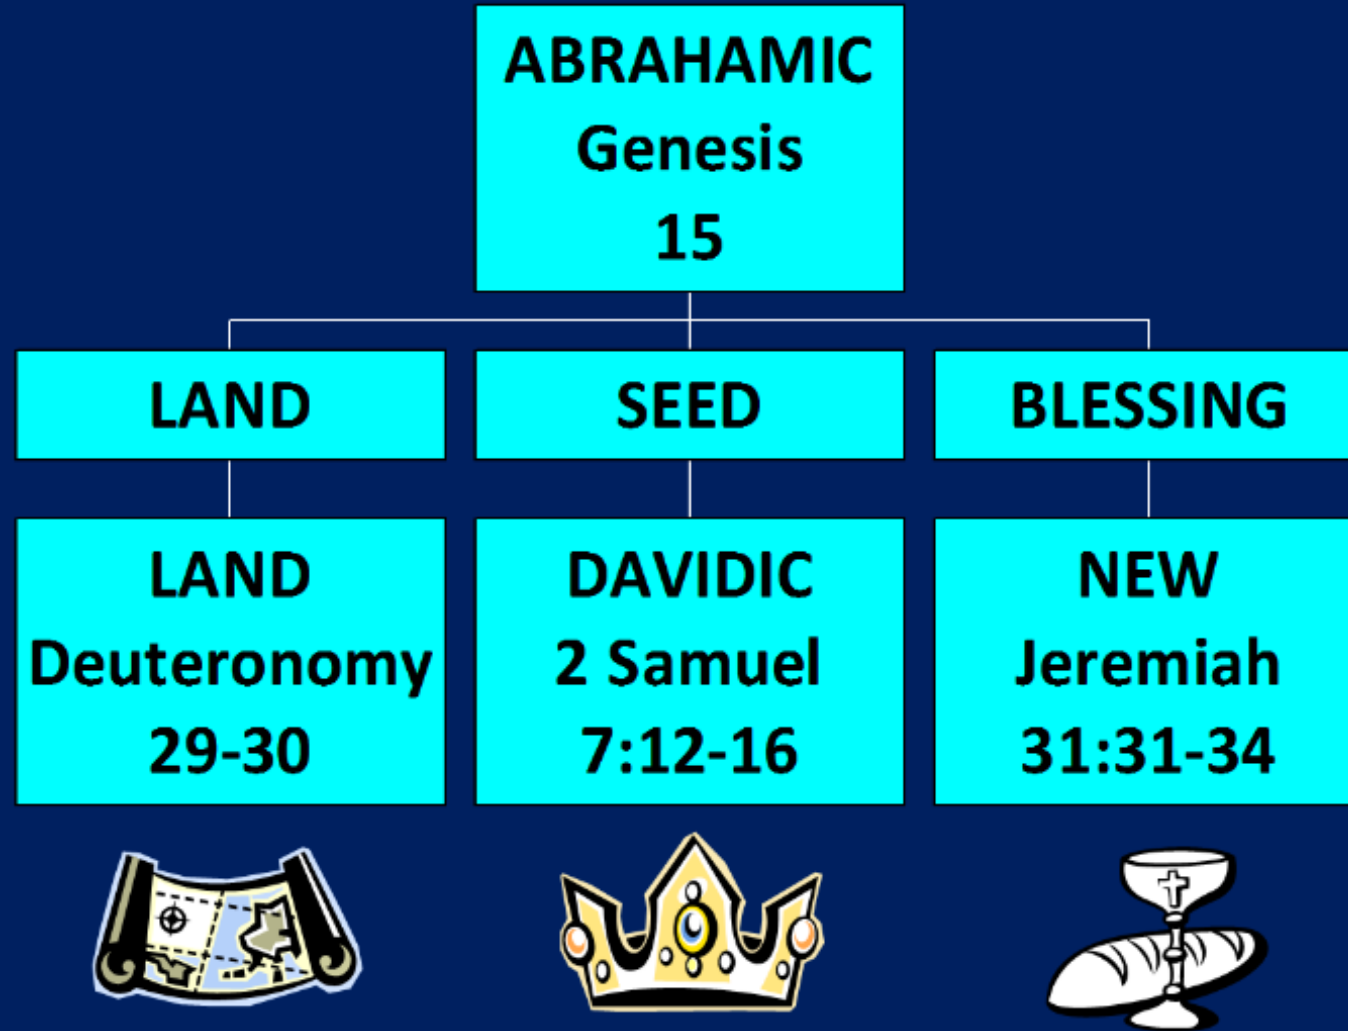 ABRAHAMIC
Genesis
15
LAND
SEED
BLESSING
LAND
Deuteronomy
29-30
DAVIDIC
2 Samuel
7:12-16
NEW
Jeremiah
31:31-34